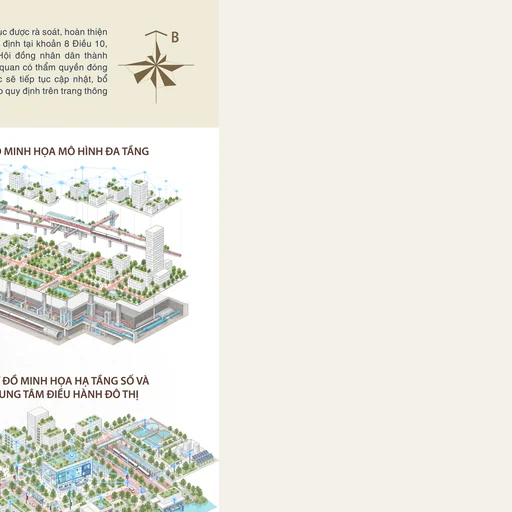 ục được rà soát, hoàn thiện
định tại khoản 8 Điều 10,
Hội đồng nhân dân thành
quan có thẩm quyền đóng
c sẽ tiếp tục cập nhật, bổ
o quy định trên trang thông
B
MINH HỌA MÔ HÌNH ĐA TẦNG
ĐỒ MINH HỌA HẠ TẦNG SỐ VÀ
UNG TÂM ĐIỀU HÀNH ĐÔ THỊ